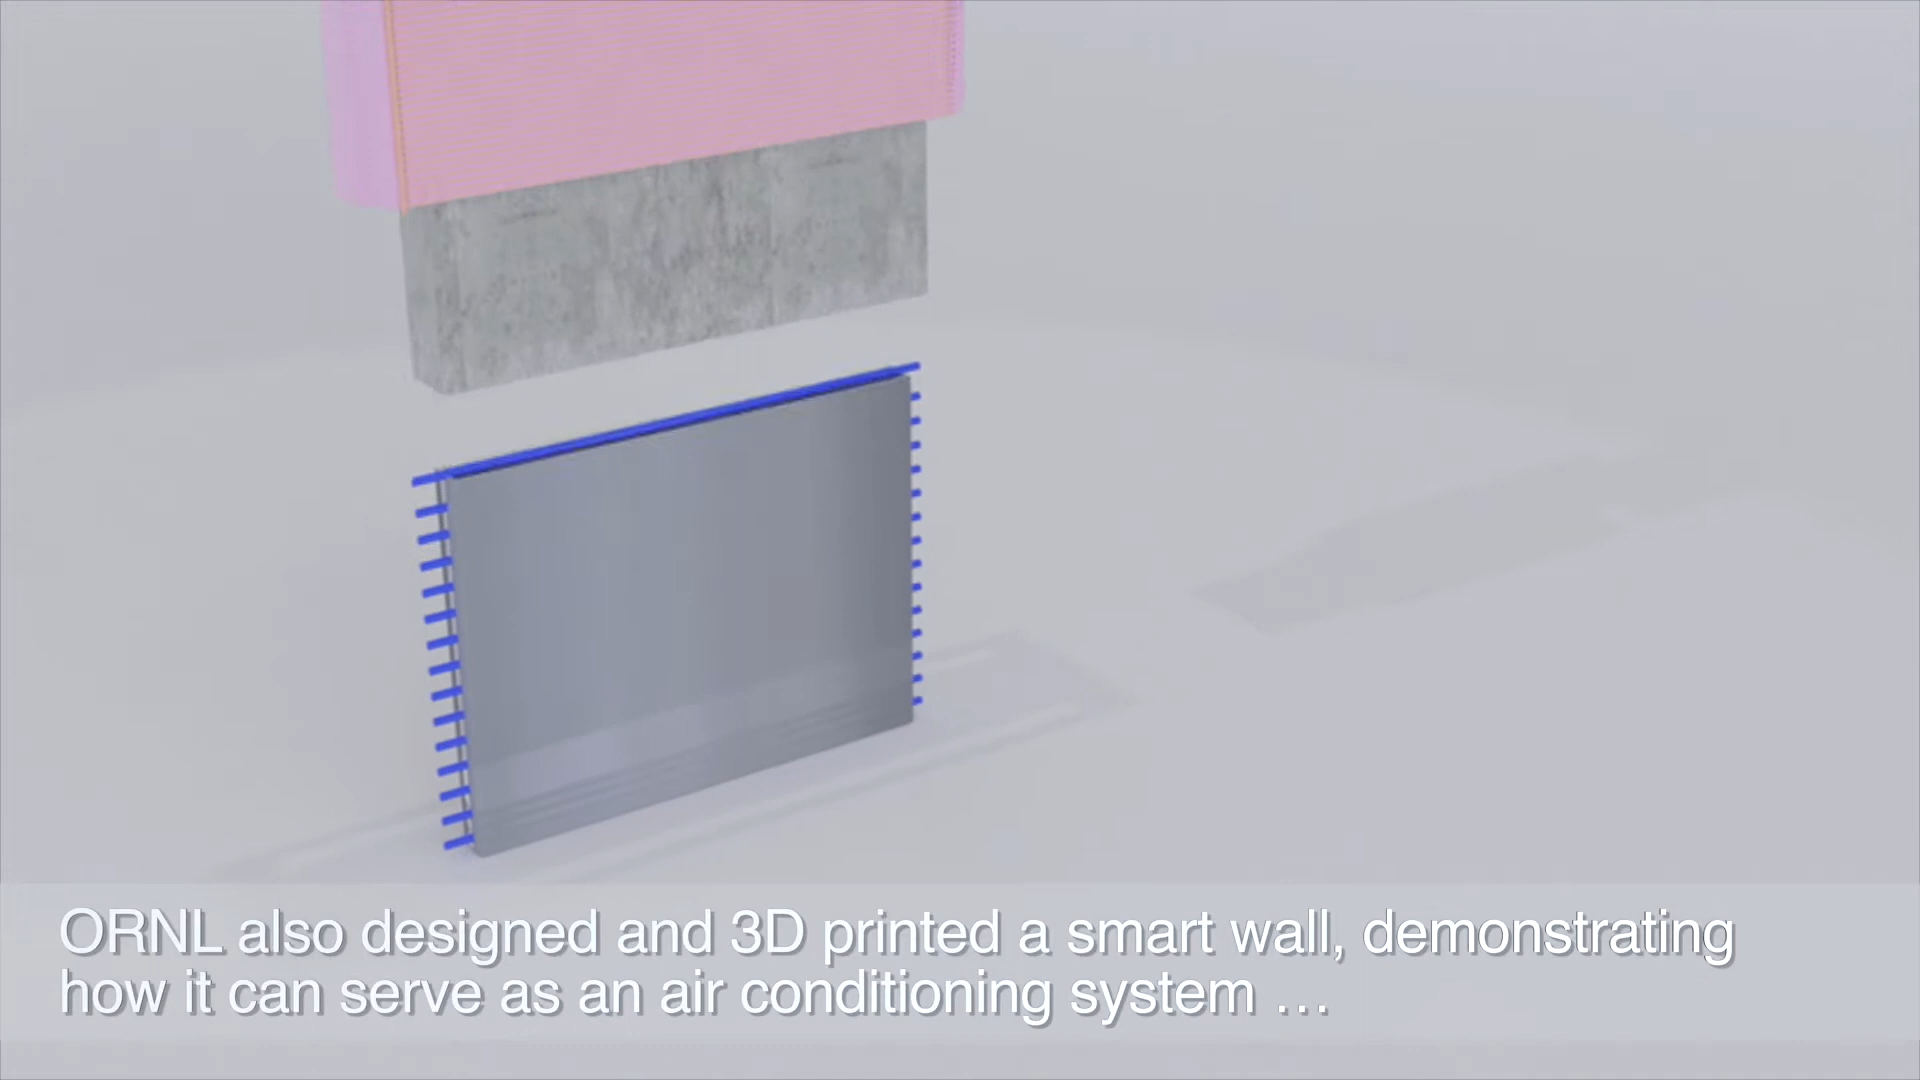 ORNL also designed and 3D printed a smart wall, demonstrating
how it can serve as an air conditioning system …